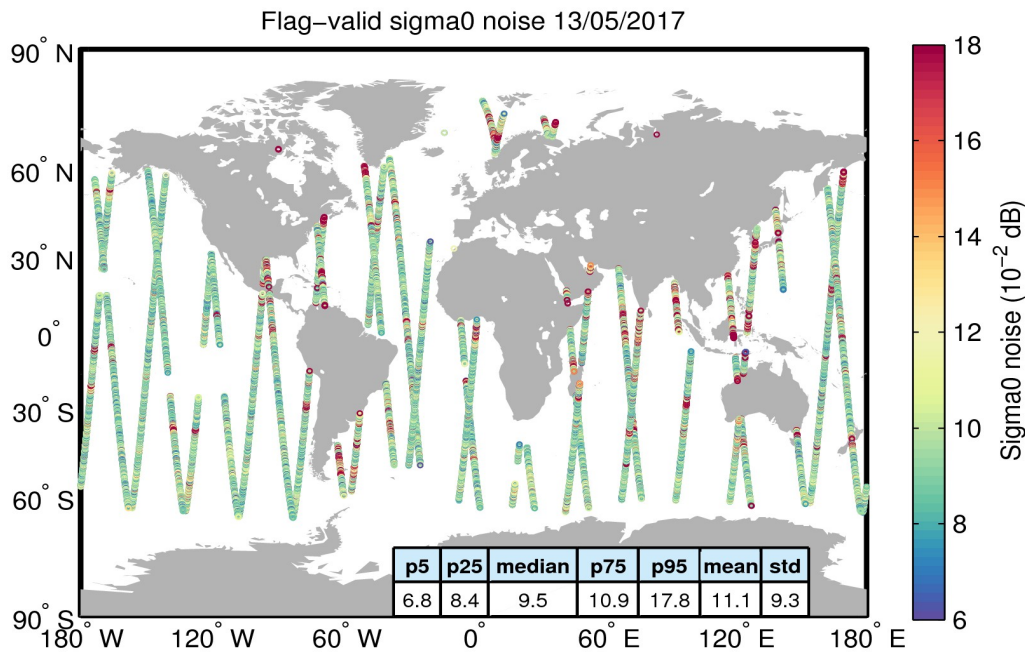 Flag−valid sigma0 noise 13/05/2017
90° N
60° N
30° N
0°
30° S
60° S
90° S
180° W
120° W
60° W
0°
60° E
120° E
180° E
p5 p25 median p75 p95 mean std
6.8 8.4 9.5 10.9 17.8 11.1 9.3
18
16
14
12
10
8
6
Sigma0 noise (10⁻² dB)